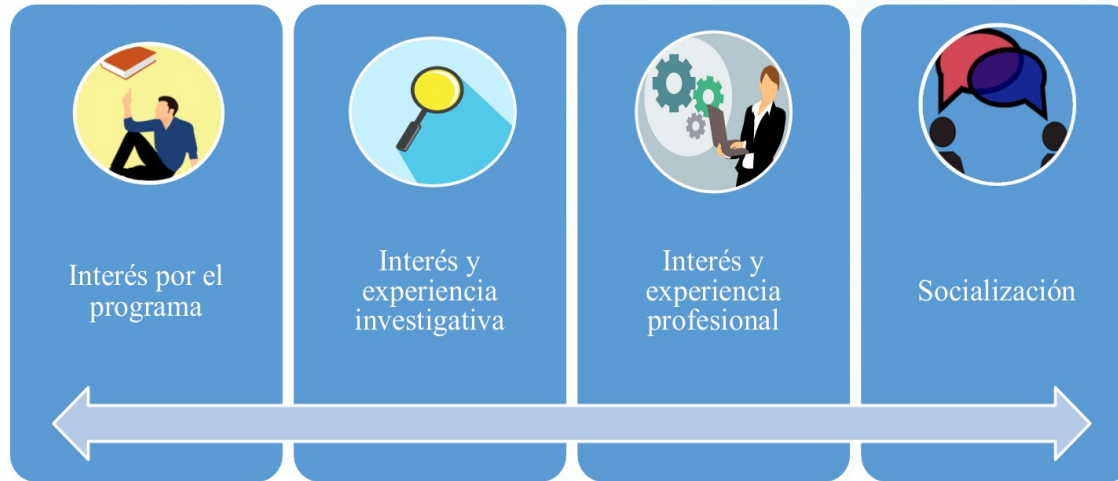 Interés por el
programa
Interés y
experiencia
investigativa
Interés y
experiencia
profesional
Socialización